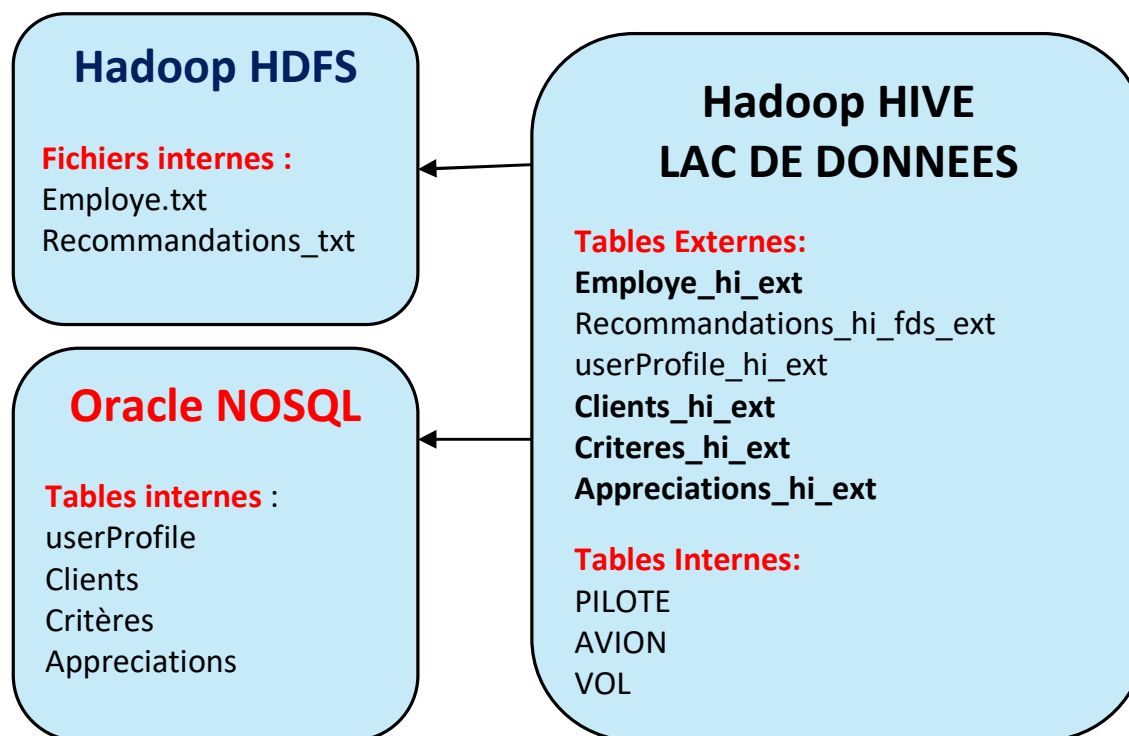 Hadoop HDFS
Fichiers internes :
Employe.txt
Recommandations_txt
Oracle NOSQL
Tables internes :
userProfile
Clients
Critères
Appreciations
Hadoop HIVE
LAC DE DONNEES
Tables Externes:
Employe_hi_ext
Recommandations_hi_fds_ext
userProfile_hi_ext
Clients_hi_ext
Criteres_hi_ext
Appreciations_hi_ext
Tables Internes:
PILOTE
AVION
VOL